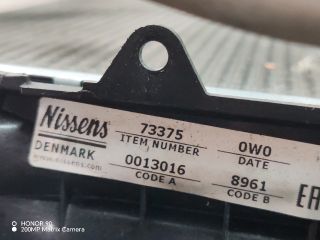 Nissens
DENMARK
www.nissens.com
73375
ITEM NUMBER
0013016
CODE A
0W0
DATE
8961
CODE B
EAC
HONOR 90
200MP Matrix Camera